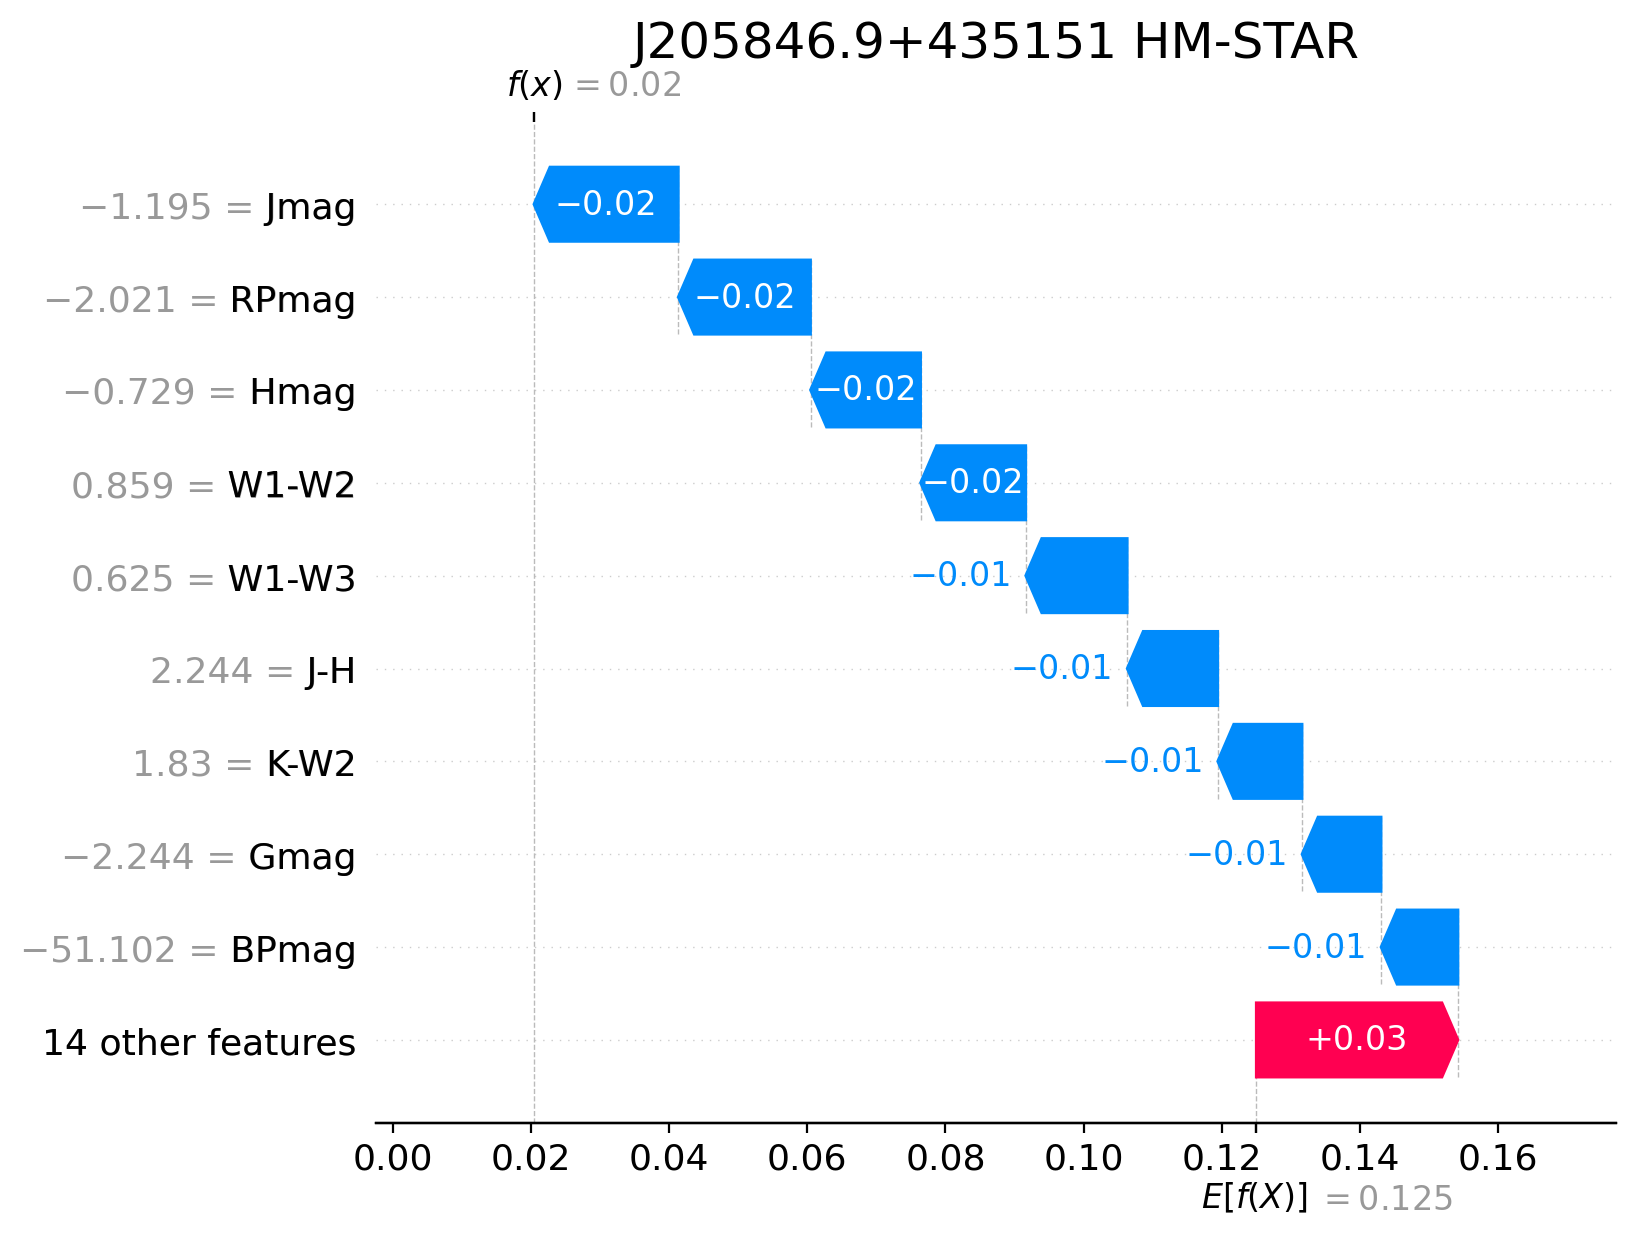 J205846.9+435151 HM-STAR
f(x) = 0.02
−1.195 = Jmag −0.02
−2.021 = RPmag −0.02
−0.729 = Hmag −0.02
0.859 = W1-W2 −0.02
0.625 = W1-W3 −0.01
2.244 = J-H −0.01
1.83 = K-W2 −0.01
−2.244 = Gmag −0.01
−51.102 = BPmag −0.01
14 other features +0.03
0.00 0.02 0.04 0.06 0.08 0.10 0.12 0.14 0.16
E[f(X)] = 0.125